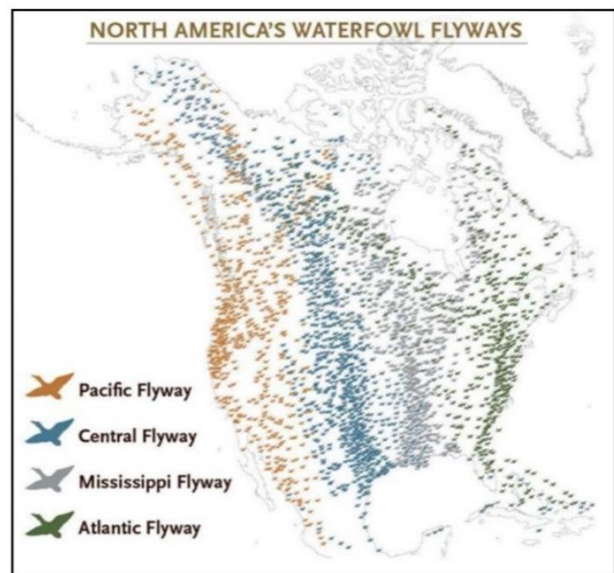 NORTH AMERICA'S WATERFOWL FLYWAYS
Pacific Flyway
Central Flyway
Mississippi Flyway
Atlantic Flyway